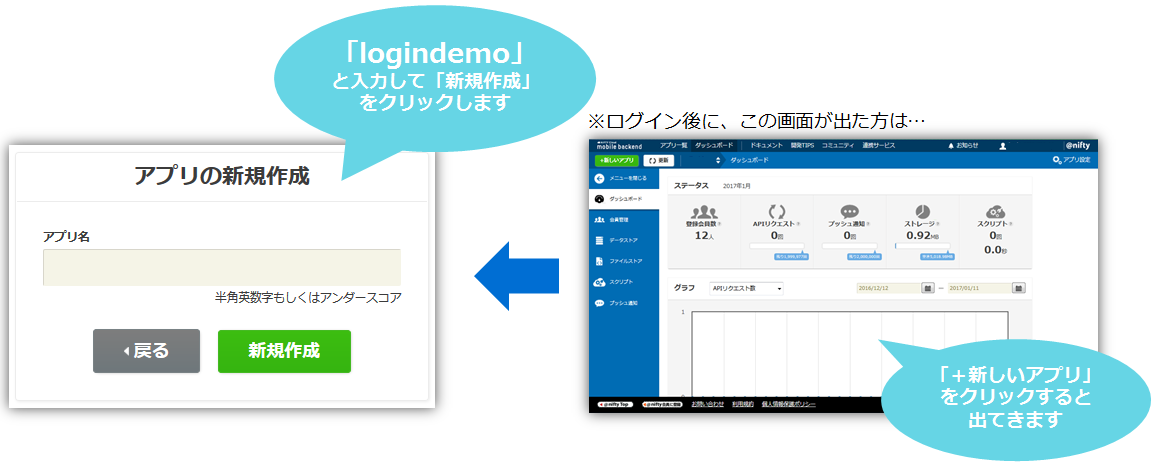 「logindemo」
と入力して「新規作成」
をクリックします
アプリの新規作成
アプリ名
半角英数字もしくはアンダースコア
戻る
新規作成
※ログイン後に、この画面が出た方は…
mobile backend
アプリ一覧 ダッシュボード ドキュメント 開発TIPS コミュニティ 連携サービス お知らせ @nifty
+新しいアプリ 更新 ダッシュボード アプリ設定
メニューを閉じる
ダッシュボード
会員管理
データストア
ファイルストア
スクリプト
プッシュ通知
ステータス 2017年1月
登録会員数 APIリクエスト プッシュ通知 ストレージ スクリプト
12人 0回 0回 0.92MB 0回
0.0秒
グラフ APIリクエスト数 2016/12/12 ー 2017/01/11
1
「＋新しいアプリ」
をクリックすると
出てきます
@nifty Top @nifty会員に登録 お問い合わせ 利用規約 個人情報保護ポリシー